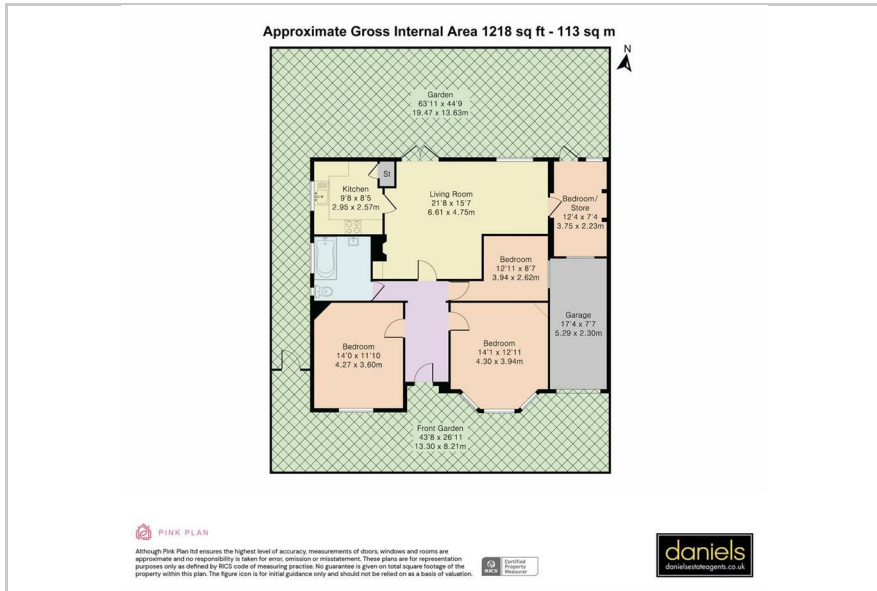 Approximate Gross Internal Area 1218 sq ft - 113 sq m
N
Garden
63'11 x 44'9
19.47 x 13.63m
St
Kitchen
9'8 x 8'5
2.95 x 2.57m
Living Room
21'8 x 15'7
6.61 x 4.75m
Bedroom/
Store
12'4 x 7'4
3.75 x 2.23m
Bedroom
12'11 x 8'7
3.94 x 2.62m
Garage
17'4 x 7'7
5.29 x 2.30m
Bedroom
14'0 x 11'10
4.27 x 3.60m
Bedroom
14'1 x 12'11
4.30 x 3.94m
Front Garden
43'8 x 26'11
13.30 x 8.21m
PINK PLAN
Although Pink Plan ltd ensures the highest level of accuracy, measurements of doors, windows and rooms are
approximate and no responsibility is taken for error, omission or misstatement. These plans are for representation
purposes only as defined by RICS code of measuring practise. No guarantee is given on total square footage of the
property within this plan. The figure icon is for initial guidance only and should not be relied on as a basis of valuation.
RICS
Certified
Property
Measurer
daniels
danielsestateagents.co.uk